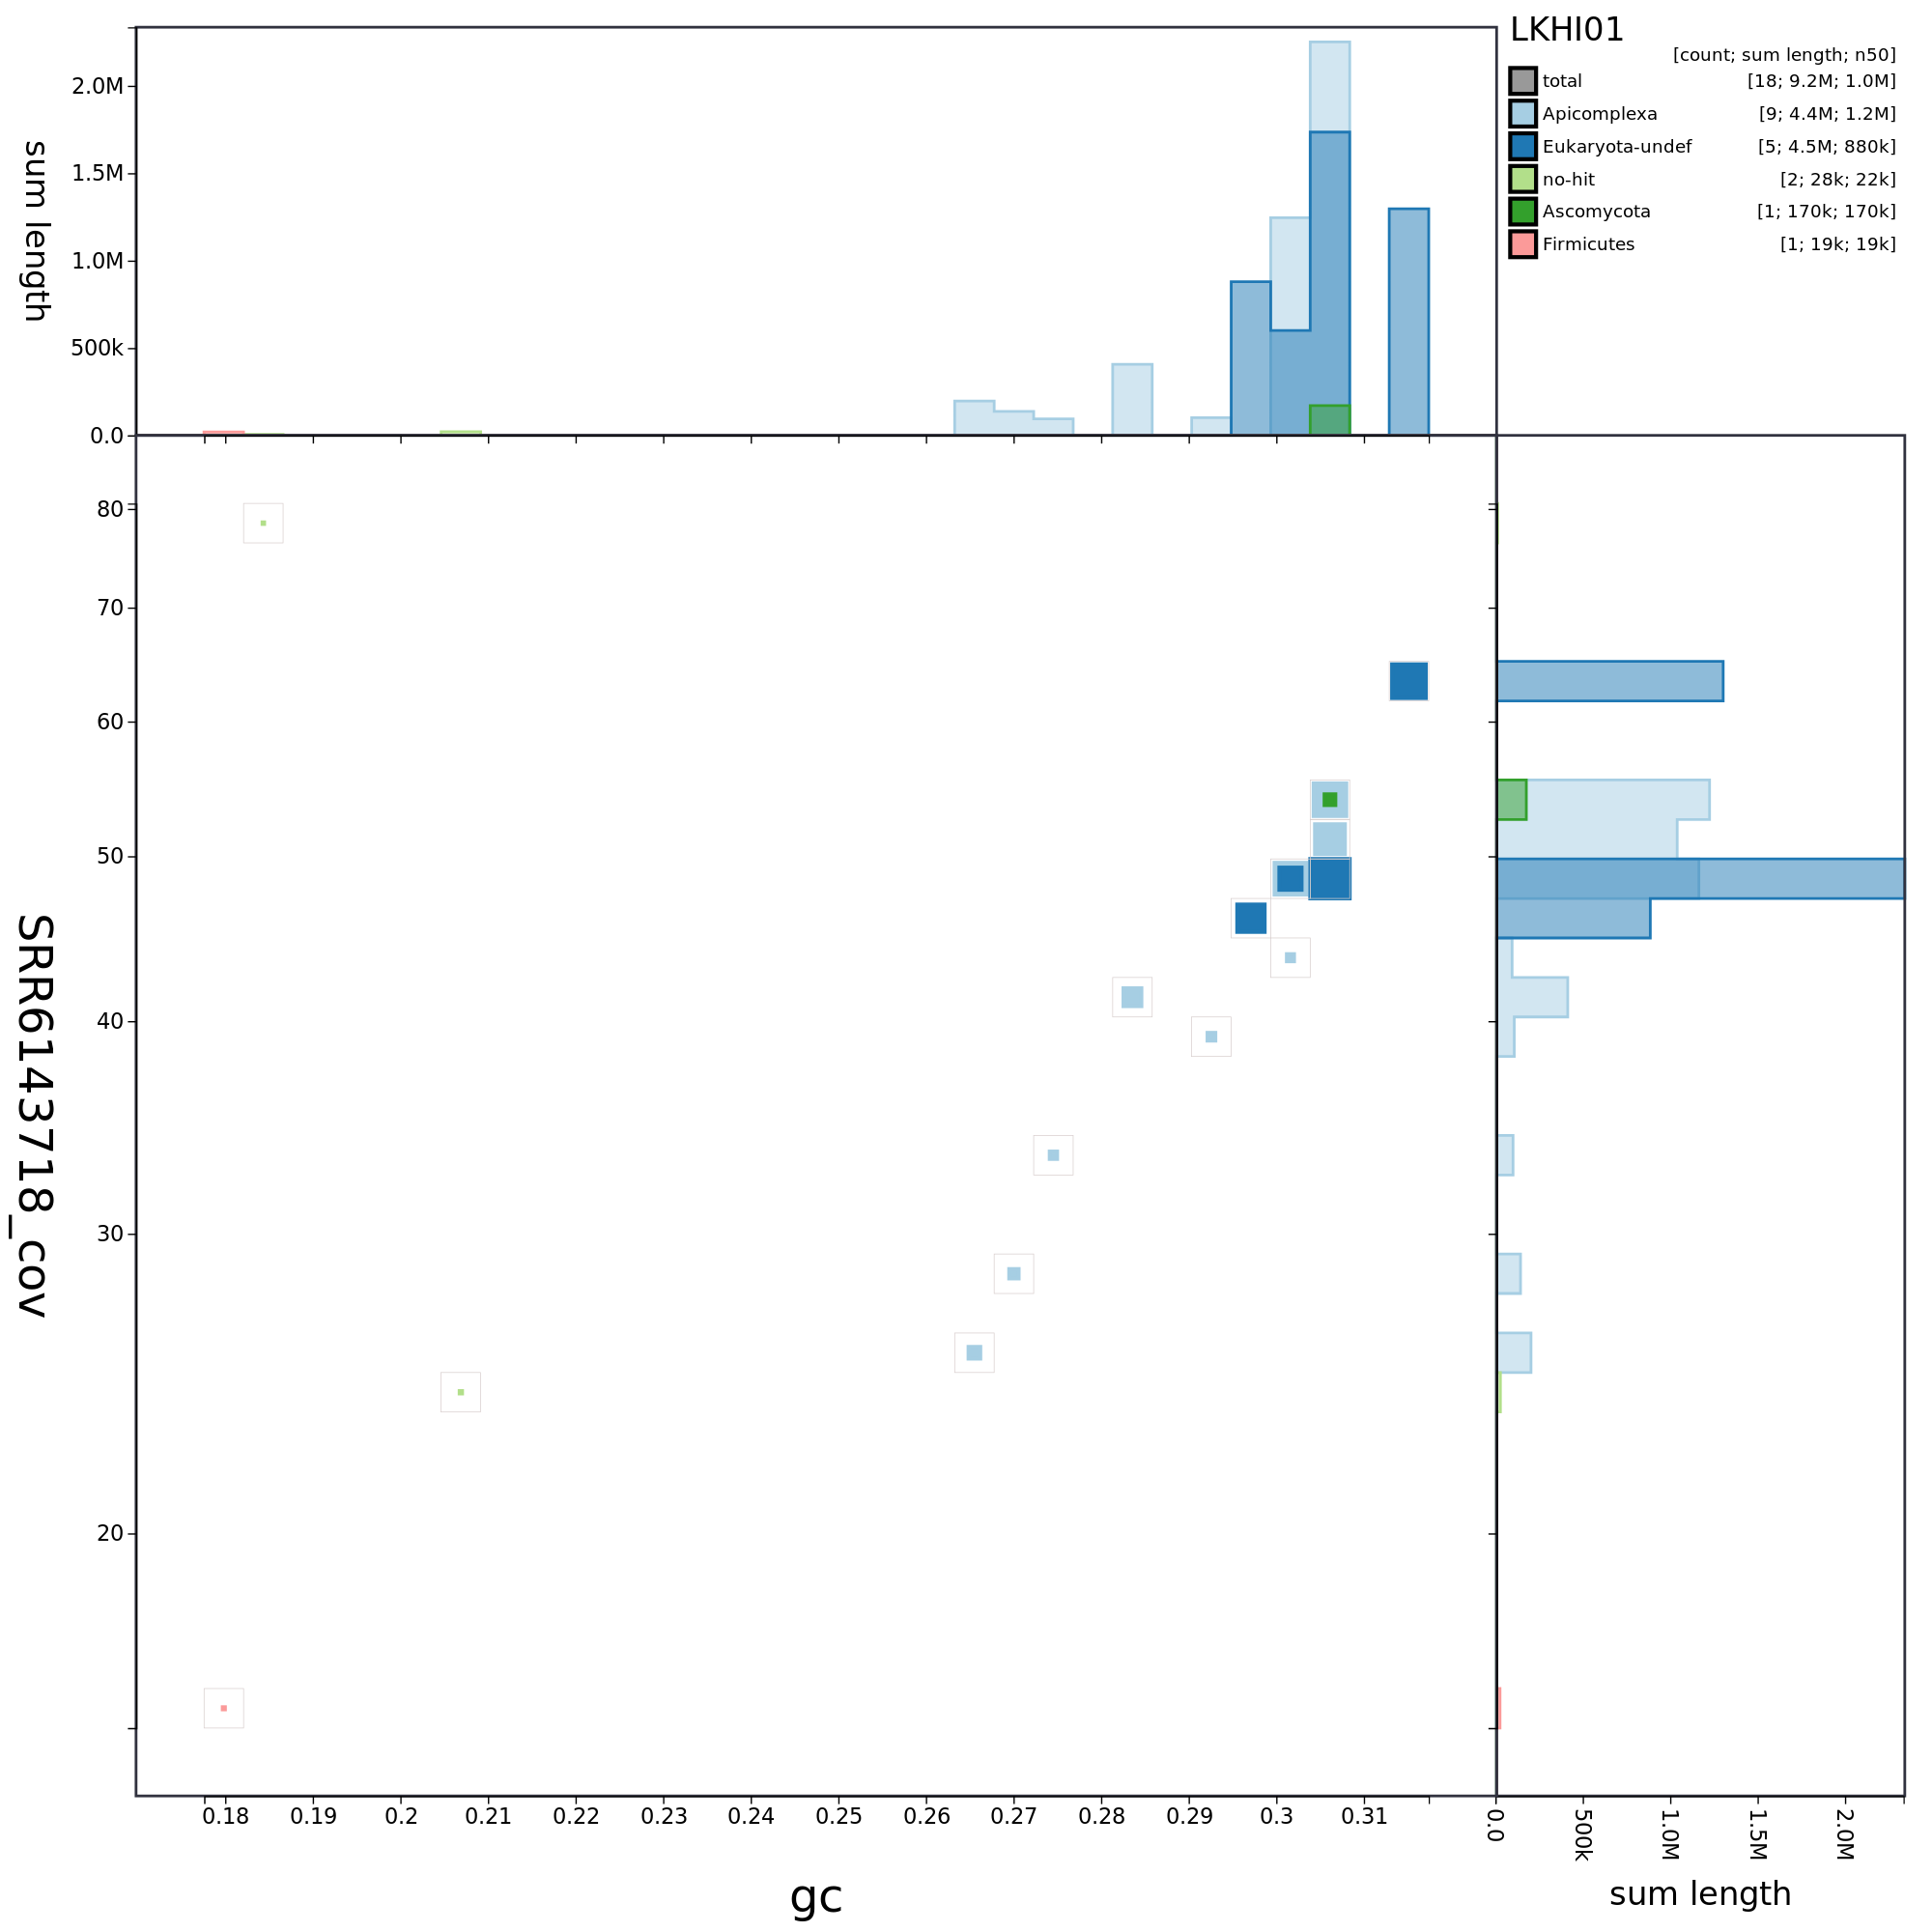 LKHI01
[count; sum length; n50]
total [18; 9.2M; 1.0M]
Apicomplexa [9; 4.4M; 1.2M]
Eukaryota-undef [5; 4.5M; 880k]
no-hit [2; 28k; 22k]
Ascomycota [1; 170k; 170k]
Firmicutes [1; 19k; 19k]
sum length
2.0M
1.5M
1.0M
500k
0.0
SRR6143718_cov
80
70
60
50
40
30
20
0.18 0.19 0.2 0.21 0.22 0.23 0.24 0.25 0.26 0.27 0.28 0.29 0.3 0.31
gc
0.0 500k 1.0M 1.5M 2.0M
sum length